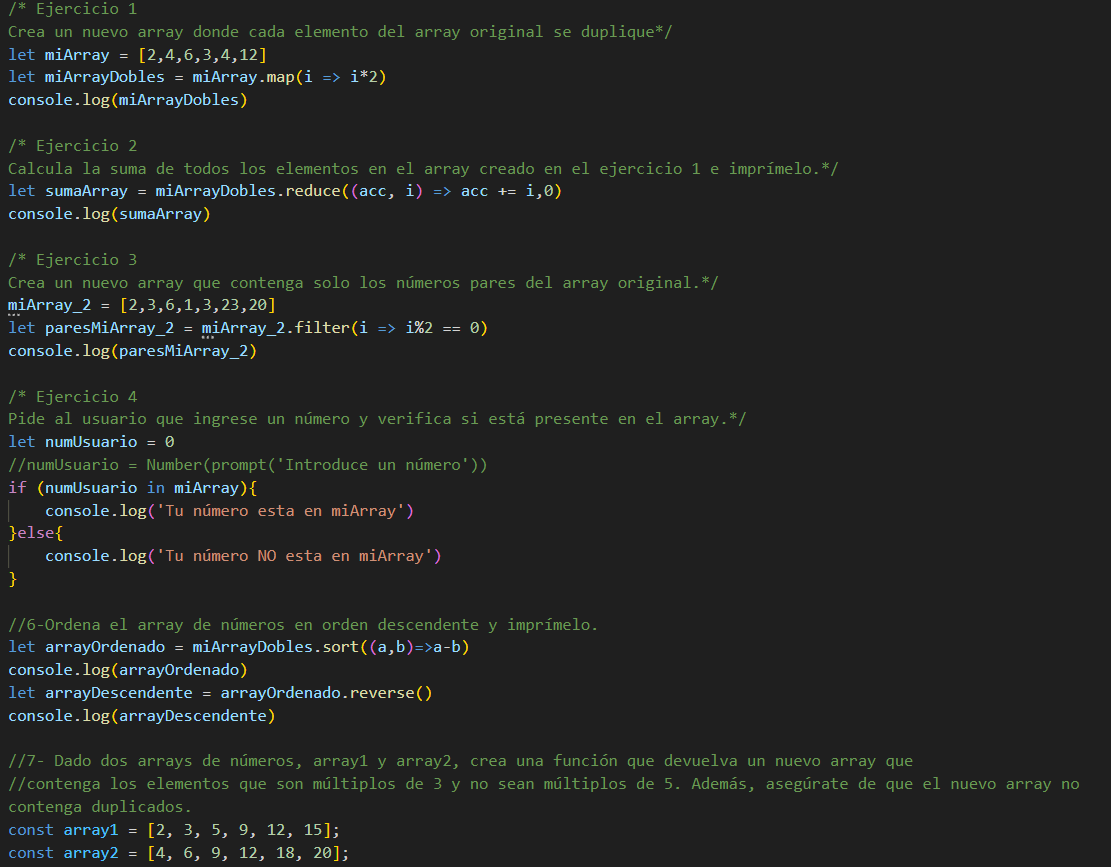 /* Ejercicio 1
Crea un nuevo array donde cada elemento del array original se duplique*/
let miArray = [2,4,6,3,4,12]
let miArrayDobles = miArray.map(i => i*2)
console.log(miArrayDobles)
/* Ejercicio 2
Calcula la suma de todos los elementos en el array creado en el ejercicio 1 e imprímelo.*/
let sumaArray = miArrayDobles.reduce((acc, i) => acc += i,0)
console.log(sumaArray)
/* Ejercicio 3
Crea un nuevo array que contenga solo los números pares del array original.*/
miArray_2 = [2,3,6,1,3,23,20]
let paresMiArray_2 = miArray_2.filter(i => i%2 == 0)
console.log(paresMiArray_2)
/* Ejercicio 4
Pide al usuario que ingrese un número y verifica si está presente en el array.*/
let numUsuario = 0
//numUsuario = Number(prompt('Introduce un número'))
if (numUsuario in miArray){
    console.log('Tu número esta en miArray')
}else{
    console.log('Tu número NO esta en miArray')
}
//6-Ordena el array de números en orden descendente y imprímelo.
let arrayOrdenado = miArrayDobles.sort((a,b)=>a-b)
console.log(arrayOrdenado)
let arrayDescendente = arrayOrdenado.reverse()
console.log(arrayDescendente)
//7- Dado dos arrays de números, array1 y array2, crea una función que devuelva un nuevo array que
//contenga los elementos que son múltiplos de 3 y no sean múltiplos de 5. Además, asegúrate de que el nuevo array no
contenga duplicados.
const array1 = [2, 3, 5, 9, 12, 15];
const array2 = [4, 6, 9, 12, 18, 20];